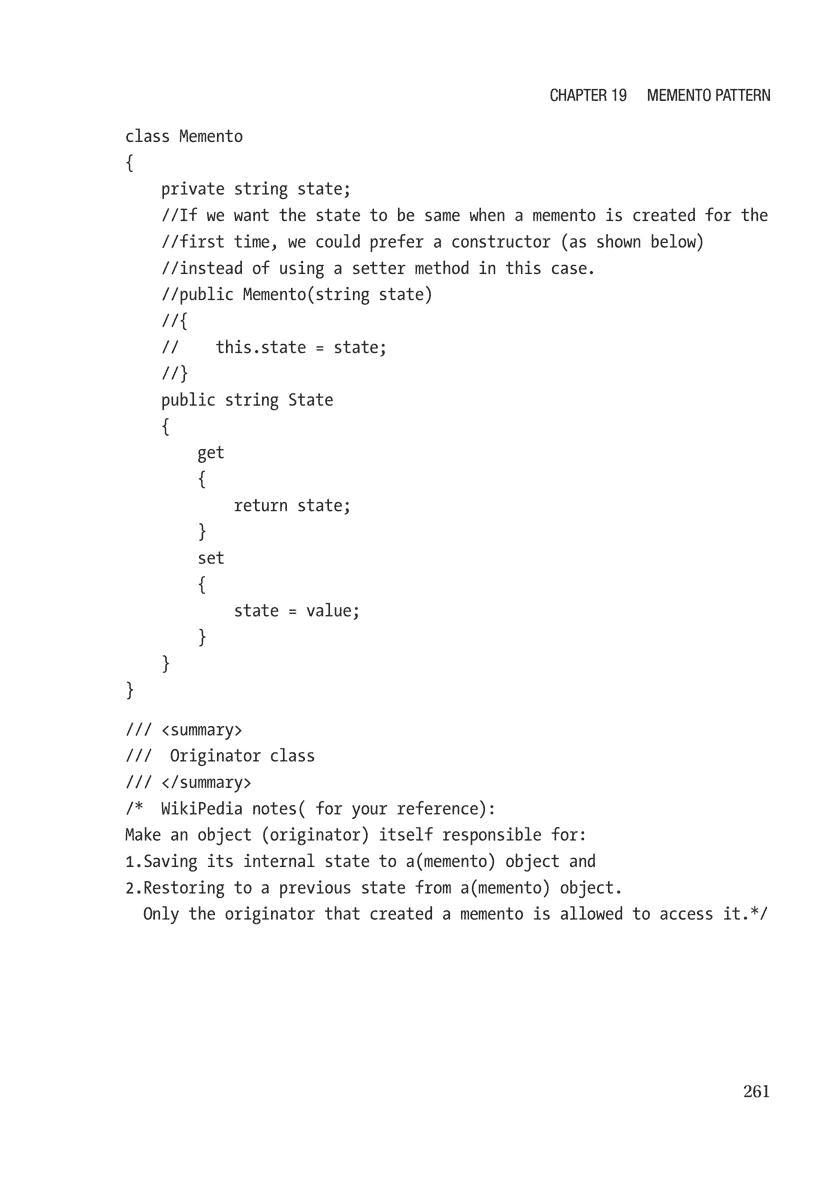 CHAPTER 19 MEMENTO PATTERN
class Memento
{
    private string state;
    //If we want the state to be same when a memento is created for the
    //first time, we could prefer a constructor (as shown below)
    //instead of using a setter method in this case.
    //public Memento(string state)
    //{
    //    this.state = state;
    //}
    public string State
    {
        get
        {
            return state;
        }
        set
        {
            state = value;
        }
    }
}
/// <summary>
///  Originator class
/// </summary>
/*  WikiPedia notes( for your reference):
Make an object (originator) itself responsible for:
1.Saving its internal state to a(memento) object and
2.Restoring to a previous state from a(memento) object.
  Only the originator that created a memento is allowed to access it.*/
261